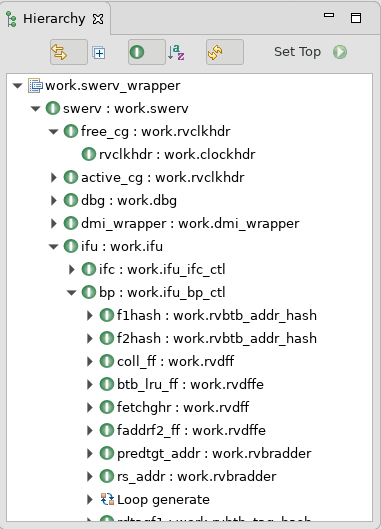 Hierarchy
Set Top
work.swerv_wrapper
swerv : work.swerv
free_cg : work.rvclkhdr
rvclkhdr : work.clockhdr
active_cg : work.rvclkhdr
dbg : work.dbg
dmi_wrapper : work.dmi_wrapper
ifu : work.ifu
ifc : work.ifu_ifc_ctl
bp : work.ifu_bp_ctl
f1hash : work.rvbtb_addr_hash
f2hash : work.rvbtb_addr_hash
coll_ff : work.rvdff
btb_lru_ff : work.rvdffe
fetchghr : work.rvdff
faddrf2_ff : work.rvdffe
predtgt_addr : work.rvbradder
rs_addr : work.rvbradder
Loop generate